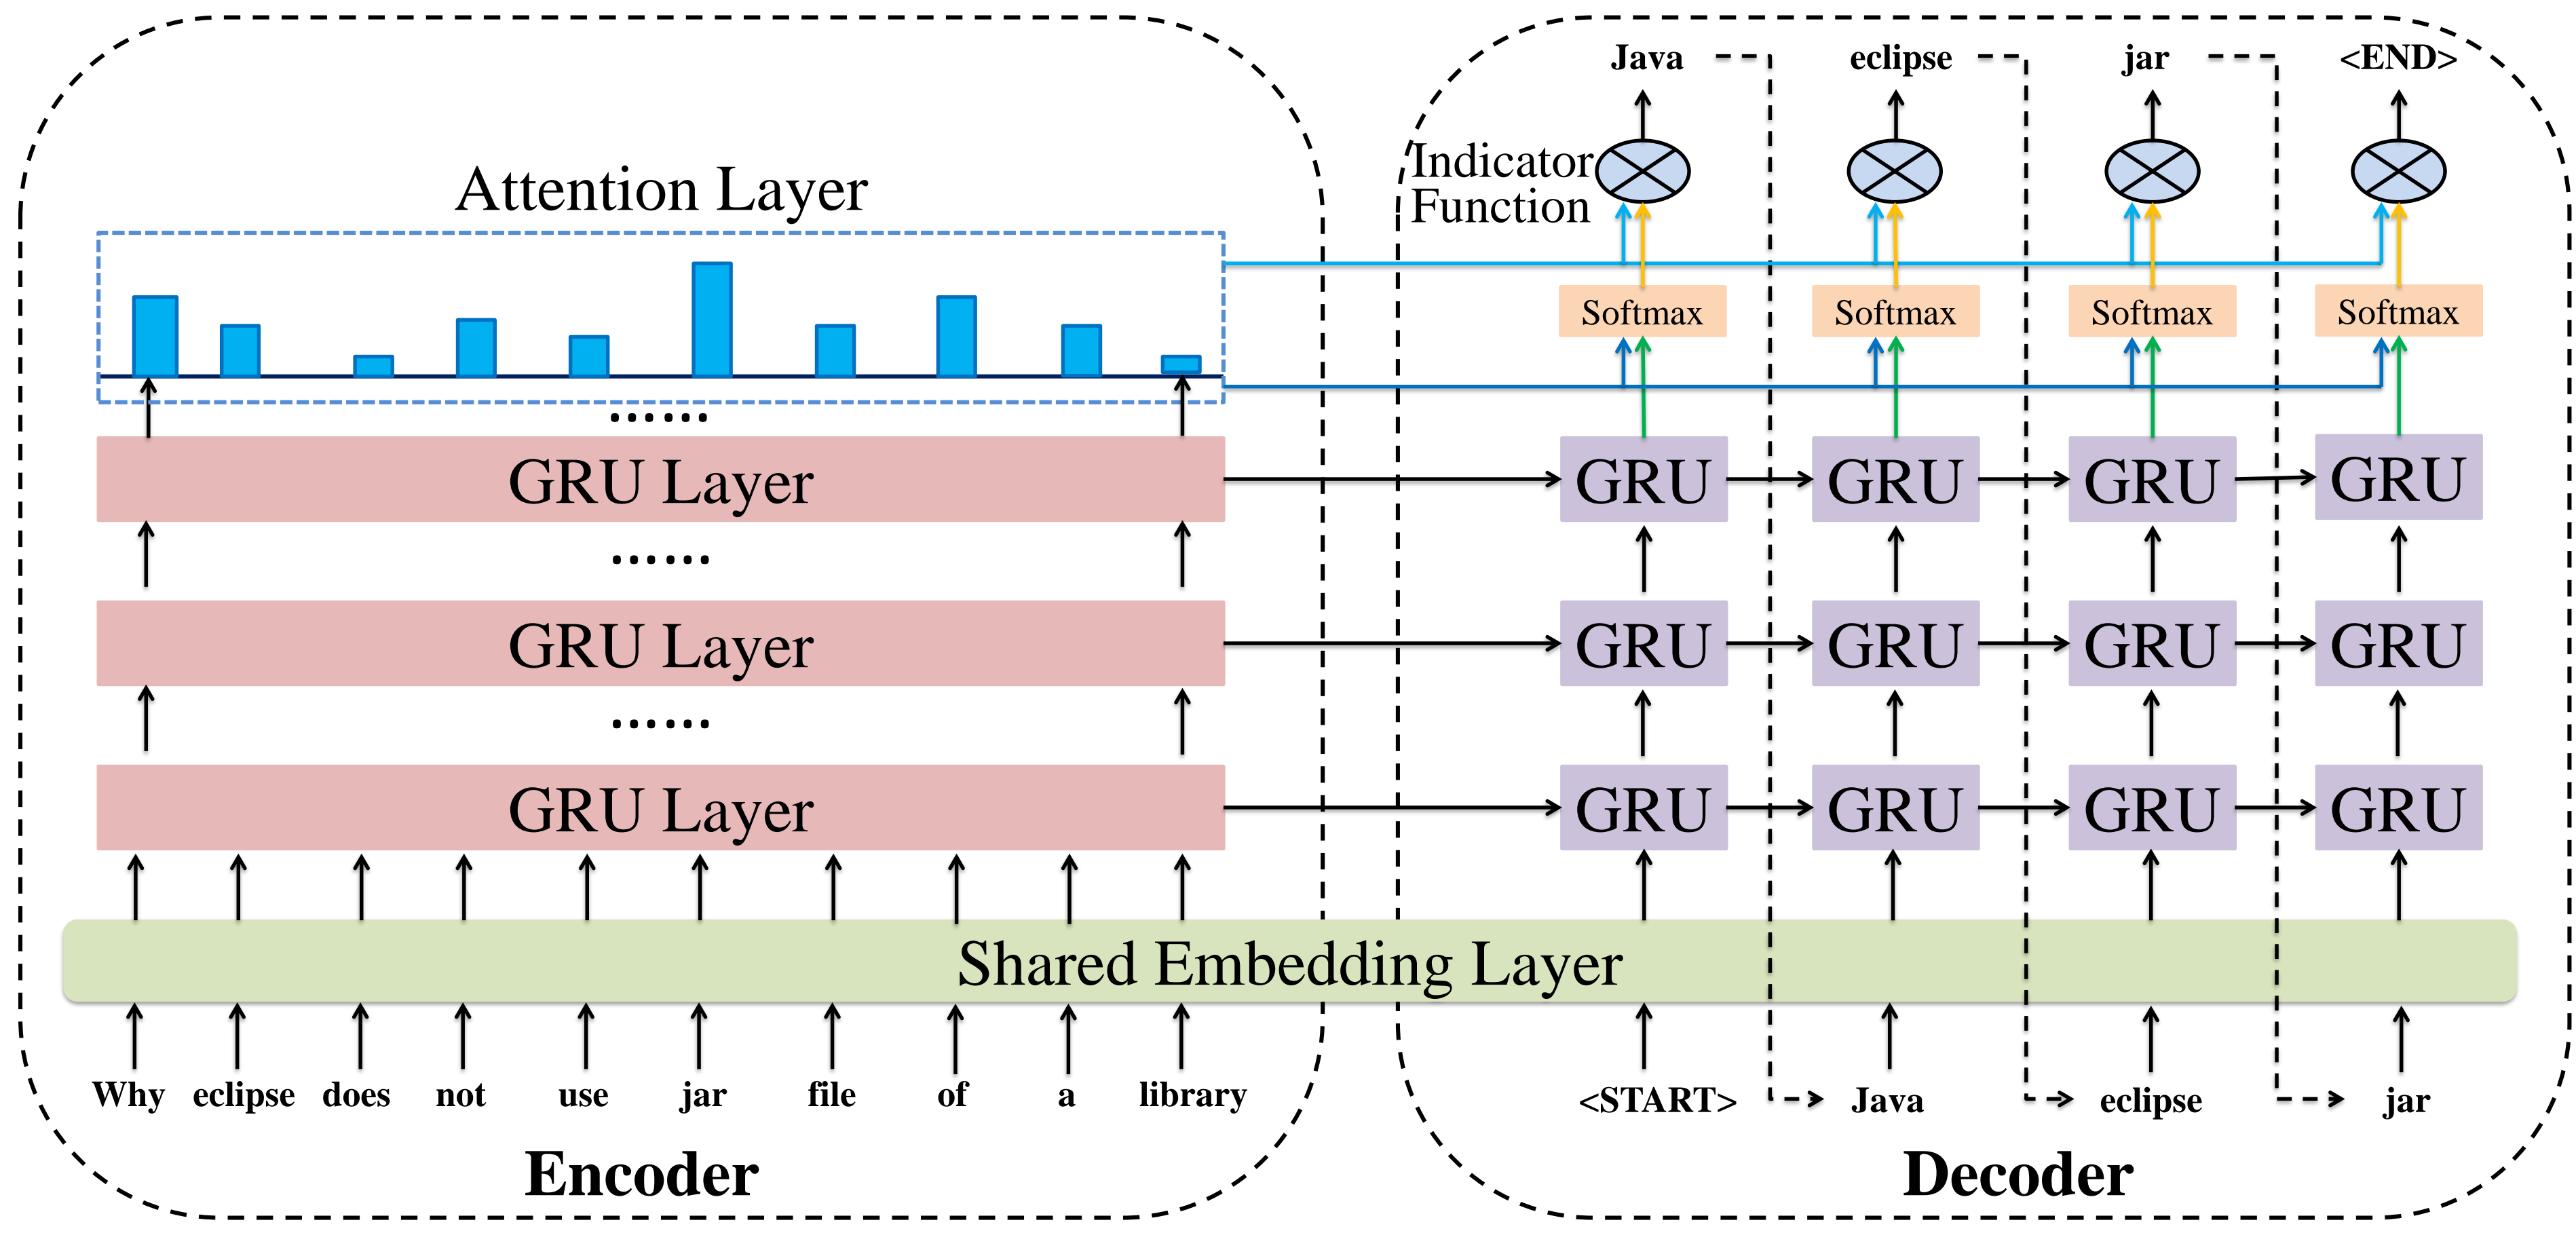 Java eclipse jar <END>
Indicator
Function
Attention Layer
Softmax Softmax Softmax Softmax
......
GRU Layer GRU GRU GRU GRU
......
GRU Layer GRU GRU GRU GRU
......
GRU Layer GRU GRU GRU GRU
Shared Embedding Layer
Why eclipse does not use jar file of a library <START> Java eclipse jar
Encoder Decoder